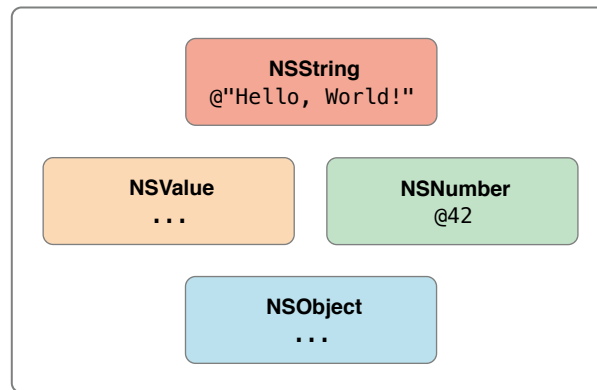 NSString
@"Hello, World!"
NSValue
...
NSNumber
@42
NSObject
...